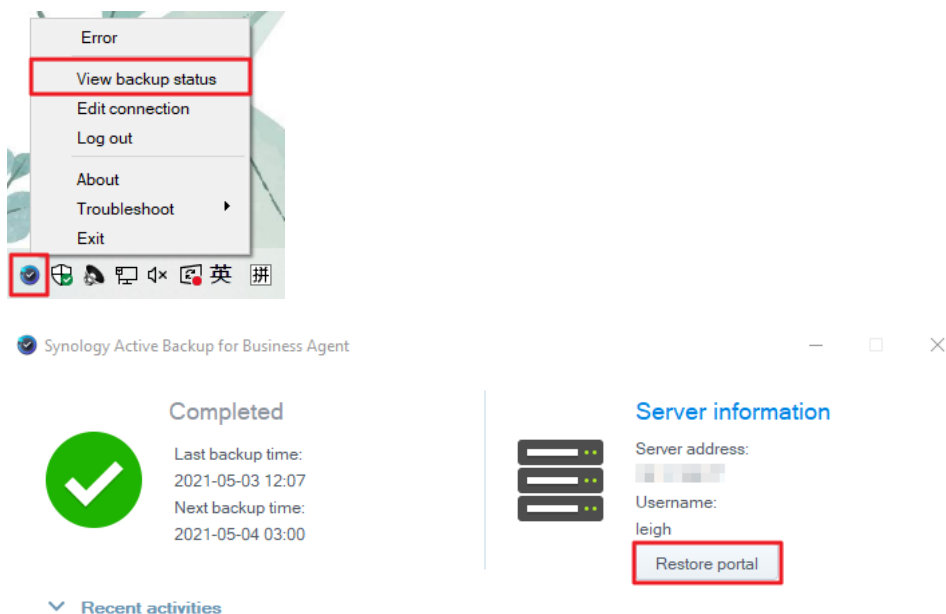 Error
View backup status
Edit connection
Log out
About
Troubleshoot
Exit
英 拼
Synology Active Backup for Business Agent
Completed
Last backup time:
2021-05-03 12:07
Next backup time:
2021-05-04 03:00
Server information
Server address:
Username:
leigh
Restore portal
Recent activities